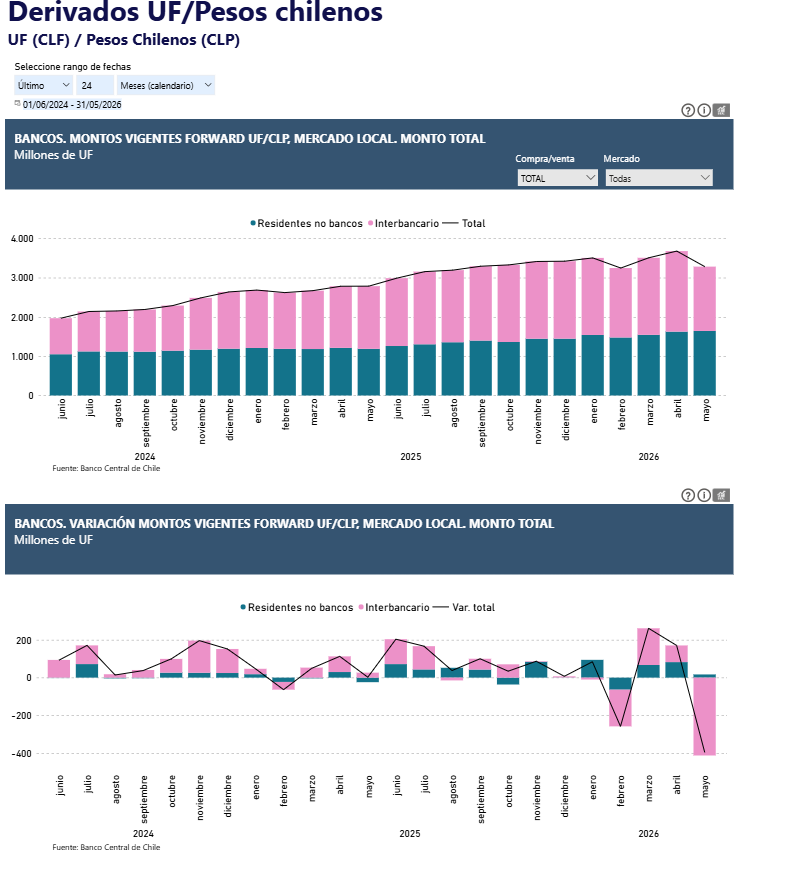 Derivados UF/Pesos chilenos
UF (CLF) / Pesos Chilenos (CLP)
Seleccione rango de fechas
Último 24 Meses (calendario)
01/06/2024 - 31/05/2026
BANCOS. MONTOS VIGENTES FORWARD UF/CLP, MERCADO LOCAL. MONTO TOTAL
Millones de UF
Compra/venta Mercado
TOTAL Todas
Residentes no bancos Interbancario Total
4.000
3.000
2.000
1.000
0
junio julio agosto septiembre octubre noviembre diciembre enero febrero marzo abril mayo junio julio agosto septiembre octubre noviembre diciembre enero febrero marzo abril mayo
2024 2025 2026
Fuente: Banco Central de Chile
BANCOS. VARIACIÓN MONTOS VIGENTES FORWARD UF/CLP, MERCADO LOCAL. MONTO TOTAL
Millones de UF
Residentes no bancos Interbancario Var. total
200
0
-200
-400
junio julio agosto septiembre octubre noviembre diciembre enero febrero marzo abril mayo junio julio agosto septiembre octubre noviembre diciembre enero febrero marzo abril mayo
2024 2025 2026
Fuente: Banco Central de Chile